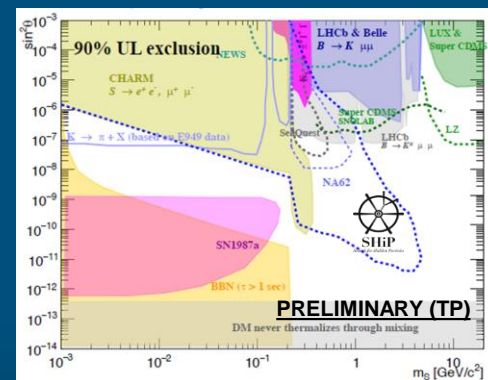 sin²θ
10⁻³
10⁻⁴
10⁻⁵
10⁻⁶
10⁻⁷
10⁻⁸
10⁻⁹
10⁻¹⁰
10⁻¹¹
10⁻¹²
10⁻¹³
10⁻¹⁴
90% UL exclusion
NEWS
LHCb & Belle
B → K μμ
LUX &
Super CDMS
CHARM
S → e⁺ e⁻, μ⁺ μ⁻
Super CDMS
SNOLAB
LZ
SeaQuest
LHCb
B → K* μ μ
K → π + X (based on E949 data)
NA62
SHiP
SN1987a
BBN (τ > 1 sec)
PRELIMINARY (TP)
DM never thermalizes through mixing
10⁻³
10⁻²
10⁻¹
1
10
m_S [GeV/c²]